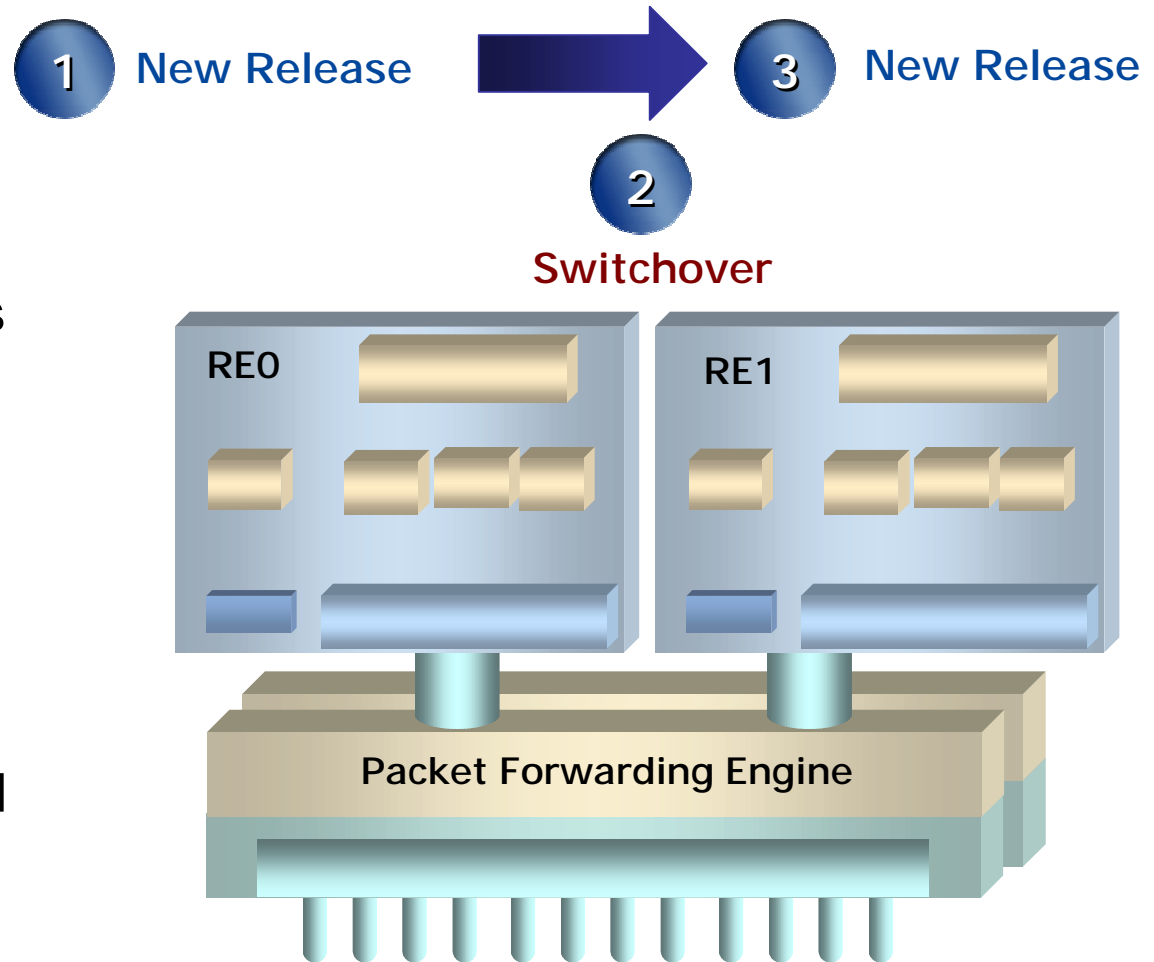 1 New Release
3 New Release
2
Switchover
s
RE0
RE1
l
Packet Forwarding Engine